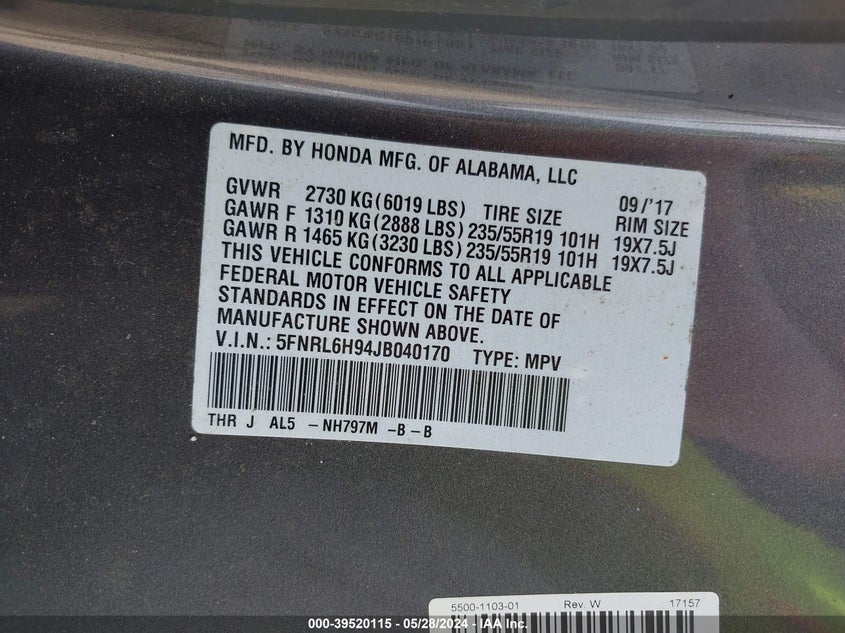 MFD. BY HONDA MFG. OF ALABAMA, LLC
GVWR 2730 KG(6019 LBS) TIRE SIZE 09/'17
RIM SIZE
GAWR F 1310 KG(2888 LBS) 235/55R19 101H 19X7.5J
GAWR R 1465 KG(3230 LBS) 235/55R19 101H 19X7.5J
THIS VEHICLE CONFORMS TO ALL APPLICABLE
FEDERAL MOTOR VEHICLE SAFETY
STANDARDS IN EFFECT ON THE DATE OF
MANUFACTURE SHOWN ABOVE.
V.I.N.: 5FNRL6H94JB040170 TYPE: MPV
THR J AL5 -NH797M -B-B
5500-1103-01 Rev. W 17157
000-39520115 - 05/28/2024 - IAA Inc.